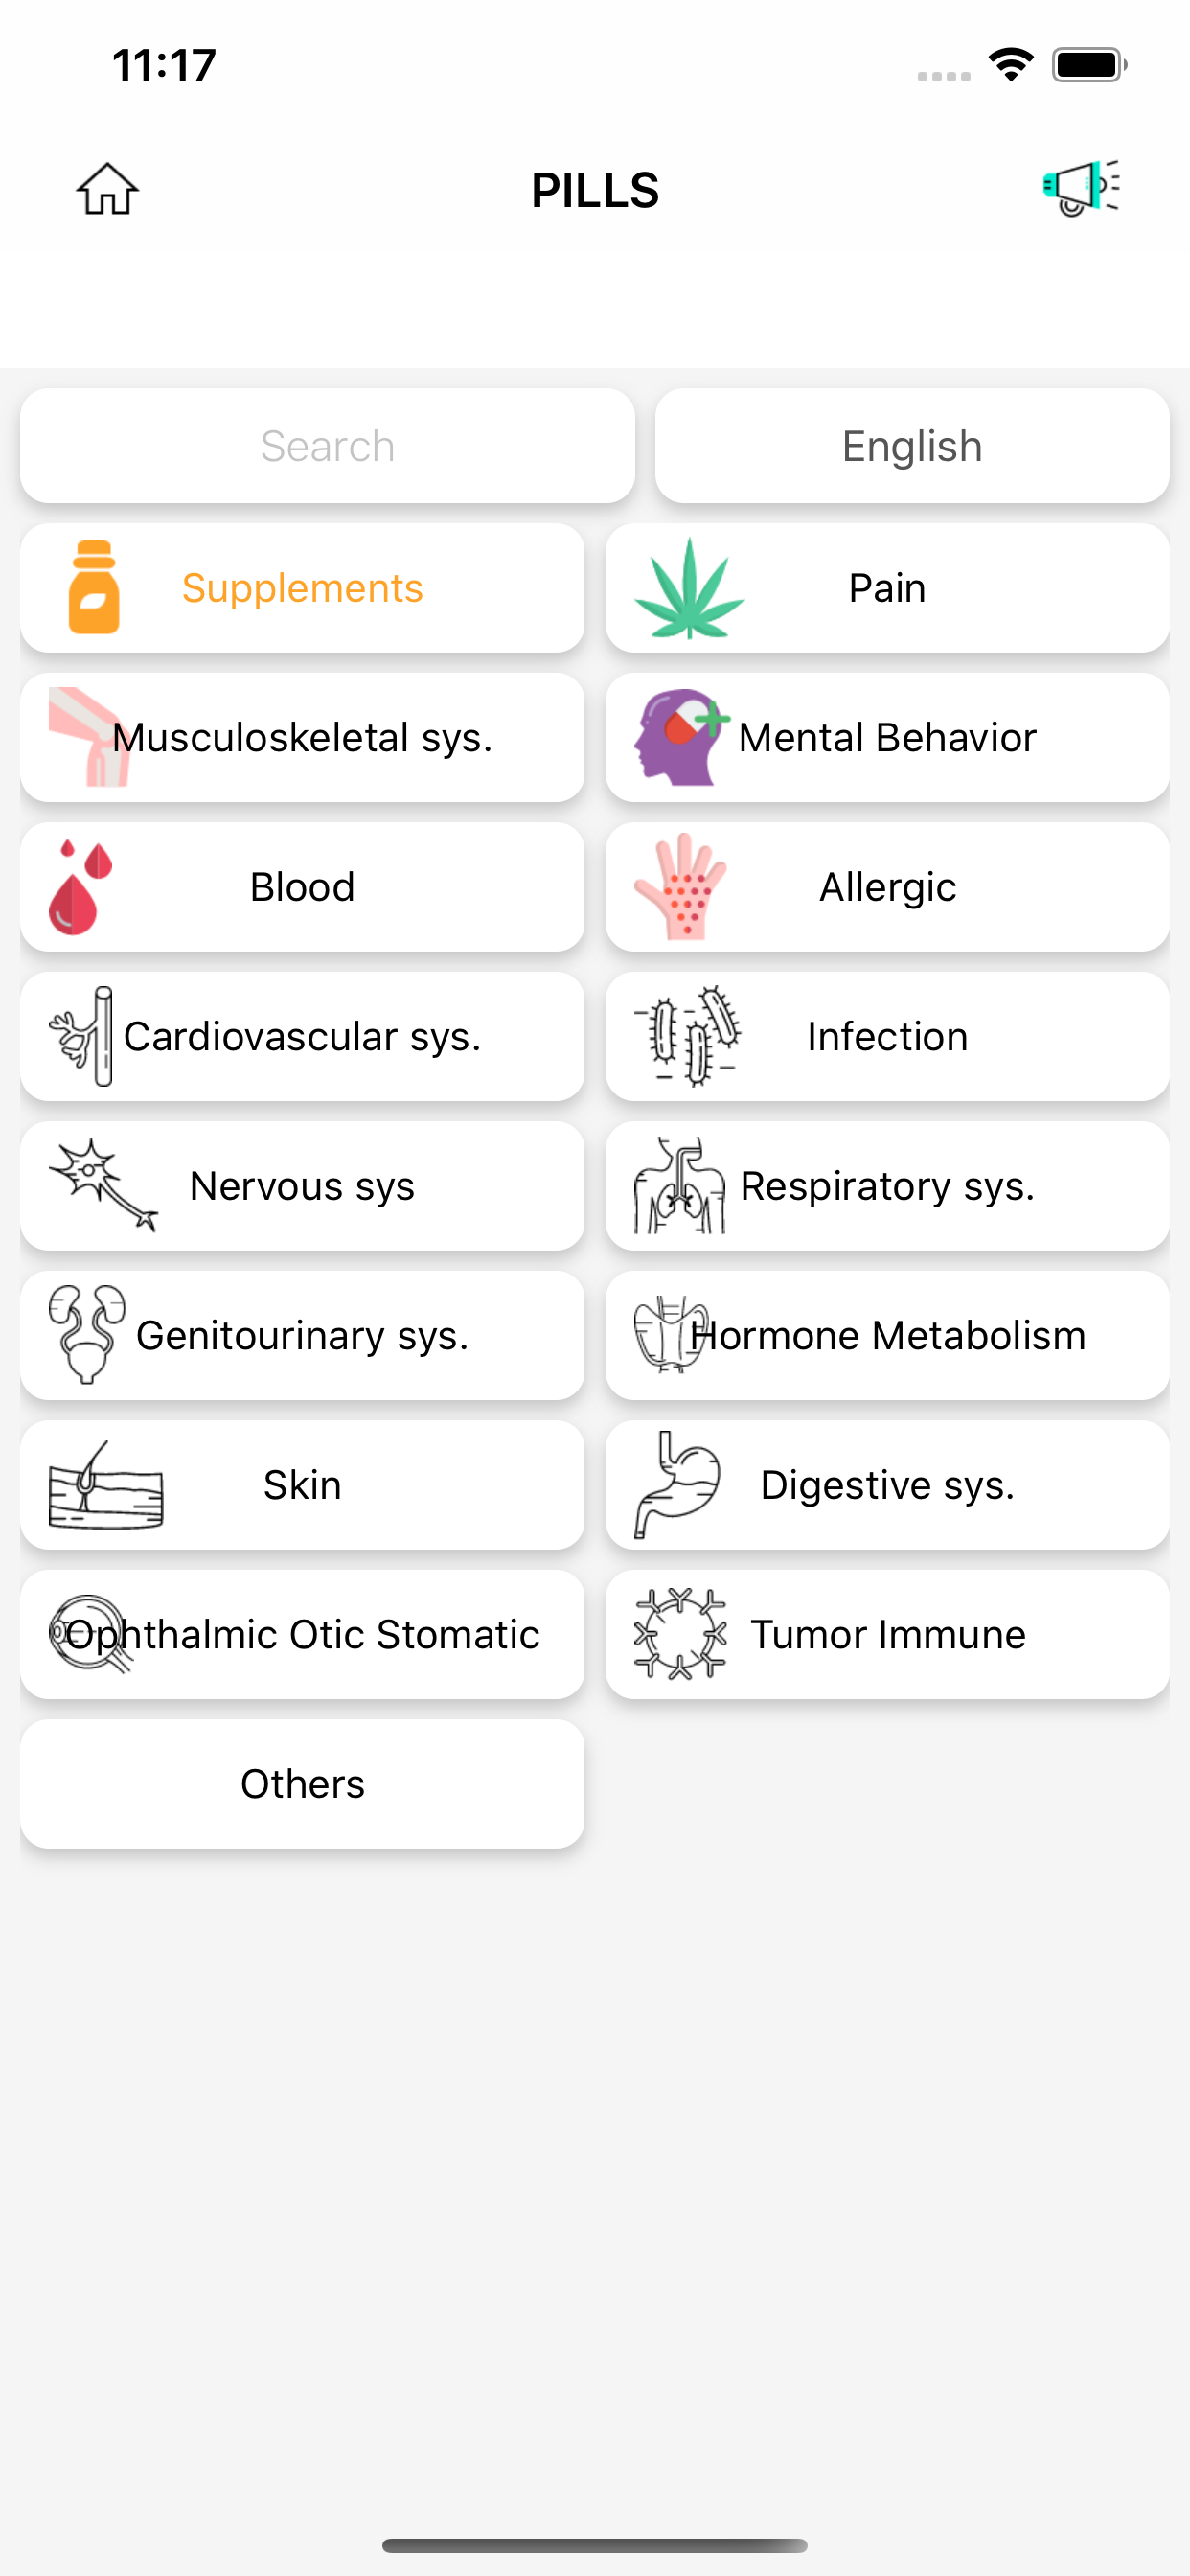 11:17
PILLS
Search
English
Supplements
Pain
Musculoskeletal sys.
Mental Behavior
Blood
Allergic
Cardiovascular sys.
Infection
Nervous sys
Respiratory sys.
Genitourinary sys.
Hormone Metabolism
Skin
Digestive sys.
Ophthalmic Otic Stomatic
Tumor Immune
Others